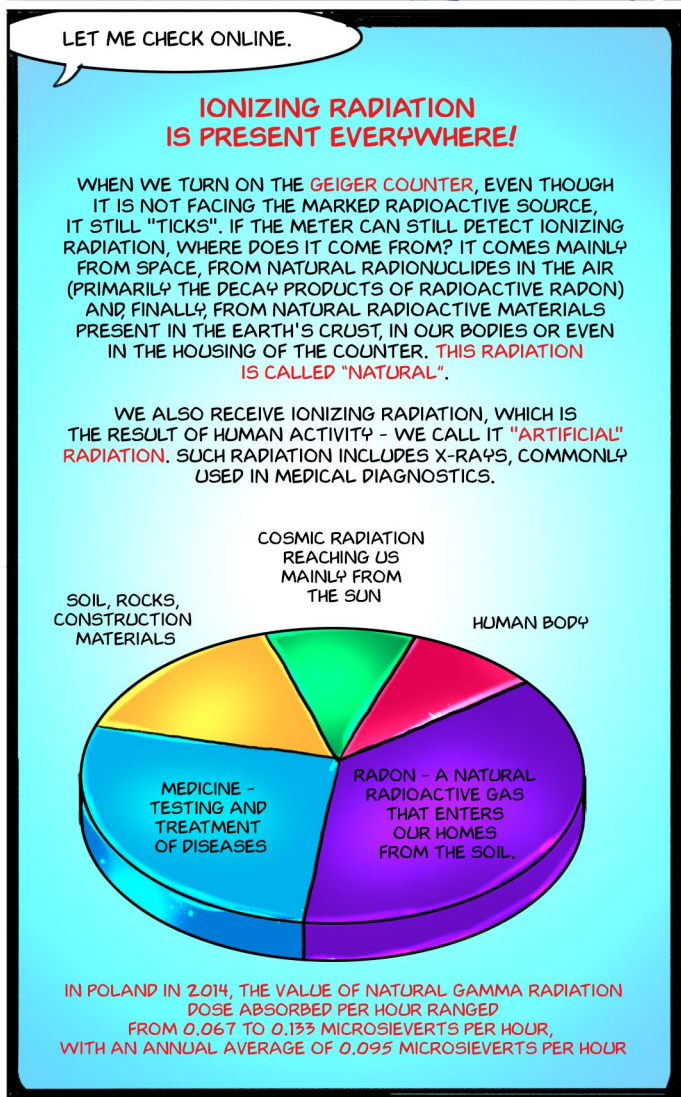 LET ME CHECK ONLINE.
IONIZING RADIATION
IS PRESENT EVERYWHERE!
WHEN WE TURN ON THE GEIGER COUNTER, EVEN THOUGH
IT IS NOT FACING THE MARKED RADIOACTIVE SOURCE,
IT STILL "TICKS". IF THE METER CAN STILL DETECT IONIZING
RADIATION, WHERE DOES IT COME FROM? IT COMES MAINLY
FROM SPACE, FROM NATURAL RADIONUCLIDES IN THE AIR
(PRIMARILY THE DECAY PRODUCTS OF RADIOACTIVE RADON)
AND, FINALLY, FROM NATURAL RADIOACTIVE MATERIALS
PRESENT IN THE EARTH'S CRUST, IN OUR BODIES OR EVEN
IN THE HOUSING OF THE COUNTER. THIS RADIATION
IS CALLED "NATURAL".
WE ALSO RECEIVE IONIZING RADIATION, WHICH IS
THE RESULT OF HUMAN ACTIVITY - WE CALL IT "ARTIFICIAL"
RADIATION. SUCH RADIATION INCLUDES X-RAYS, COMMONLY
USED IN MEDICAL DIAGNOSTICS.
COSMIC RADIATION
REACHING US
MAINLY FROM
THE SUN
SOIL, ROCKS,
CONSTRUCTION
MATERIALS
HUMAN BODY
MEDICINE -
TESTING AND
TREATMENT
OF DISEASES
RADON - A NATURAL
RADIOACTIVE GAS
THAT ENTERS
OUR HOMES
FROM THE SOIL.
IN POLAND IN 2014, THE VALUE OF NATURAL GAMMA RADIATION
DOSE ABSORBED PER HOUR RANGED
FROM 0.067 TO 0.133 MICROSIEVERTS PER HOUR,
WITH AN ANNUAL AVERAGE OF 0.095 MICROSIEVERTS PER HOUR